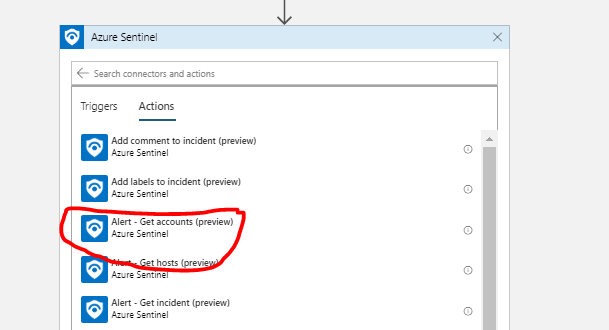 Azure Sentinel
Search connectors and actions
Triggers Actions
Add comment to incident (preview)
Azure Sentinel
Add labels to incident (preview)
Azure Sentinel
Alert - Get accounts (preview)
Azure Sentinel
Alert - Get hosts (preview)
Azure Sentinel
Alert - Get incident (preview)
Azure Sentinel